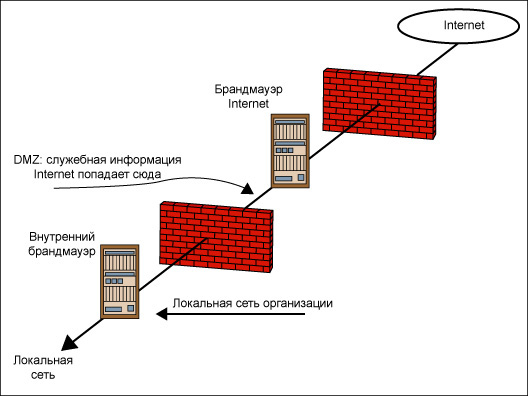 Internet
Брандмауэр
Internet
DMZ: служебная информация
Internet попадает сюда
Внутренний
брандмауэр
Локальная сеть организации
Локальная
сеть